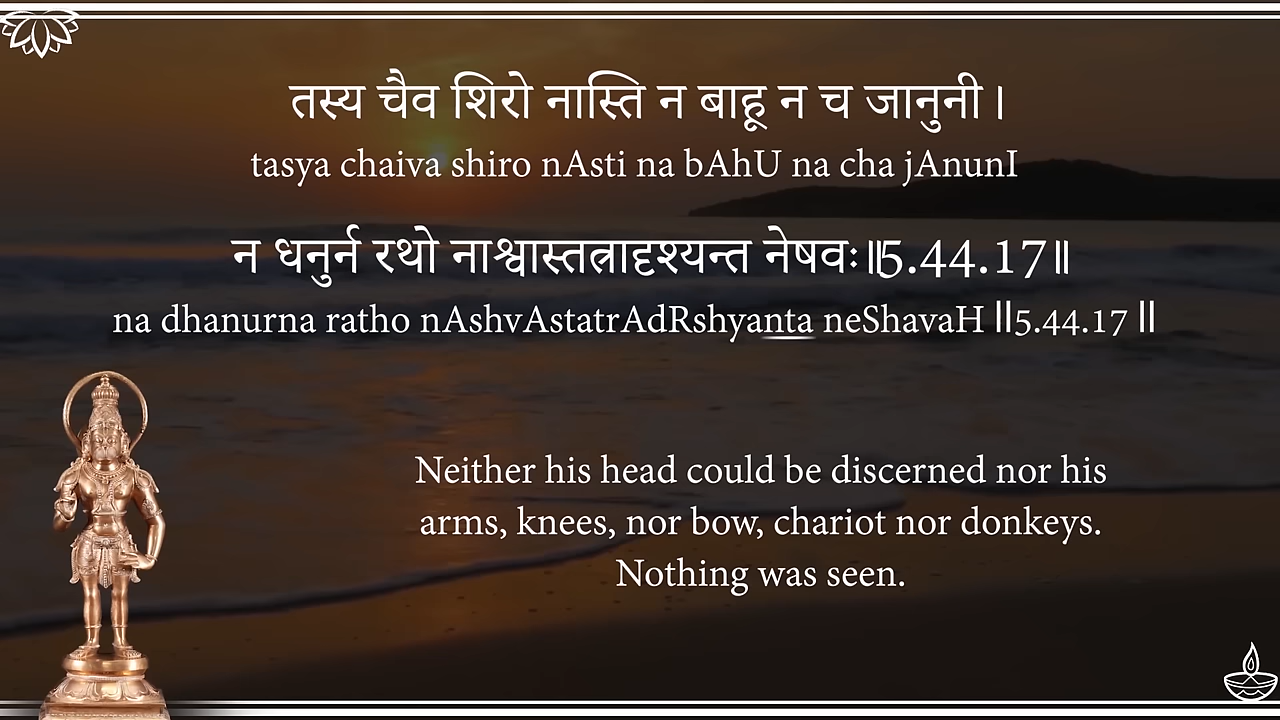 तस्य चैव शिरो नास्ति न बाहू न च जानुनी।
tasya chaiva shiro nAsti na bAhU na cha jAnunI
न धनुर्न रथो नाश्वास्तत्रादृश्यन्त नेषवः॥5.44.17॥
na dhanurna ratho nAshvAstatrAdRshyanta neShavaH ॥5.44.17 ॥
Neither his head could be discerned nor his
arms, knees, nor bow, chariot nor donkeys.
Nothing was seen.